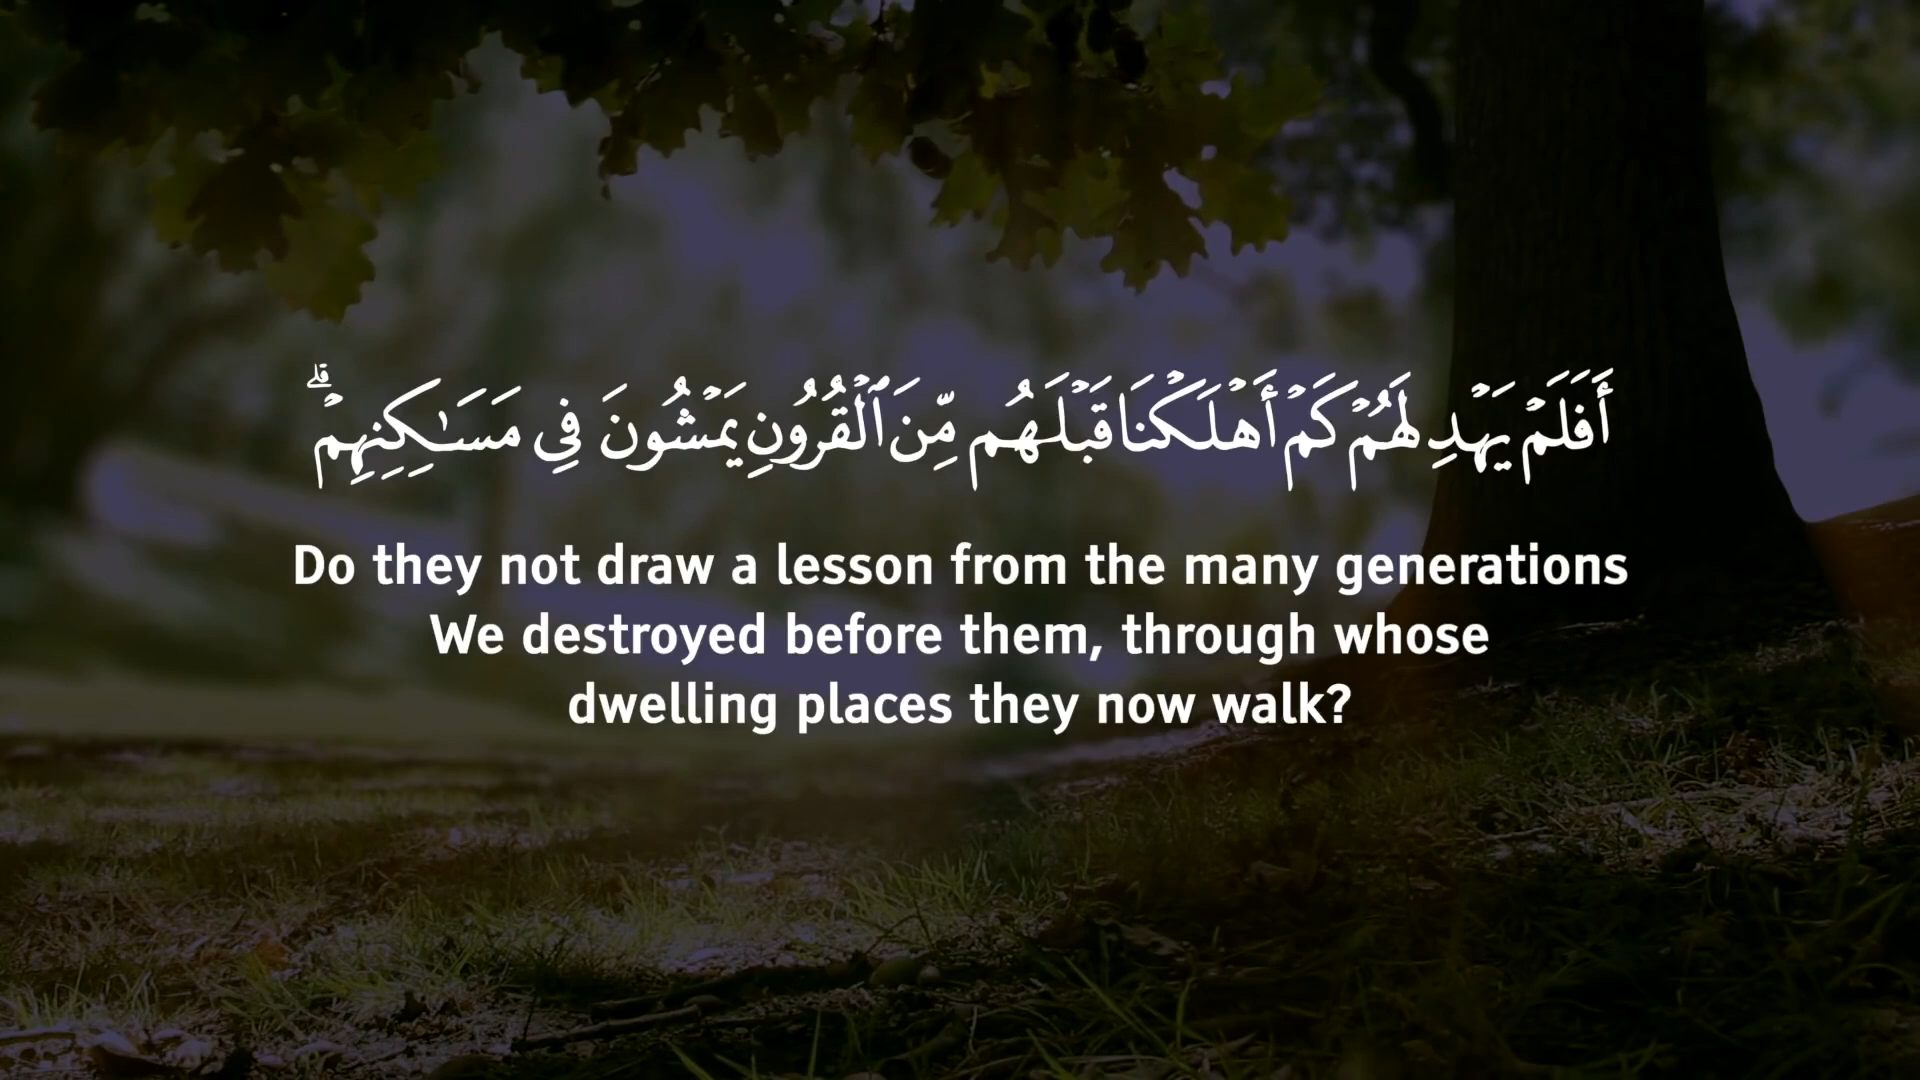 أَفَلَمۡ يَهۡدِ لَهُمۡ كَمۡ أَهۡلَكۡنَا قَبۡلَهُم مِّنَ ٱلۡقُرُونِ يَمۡشُونَ فِي مَسَـٰكِنِهِمۡۗ
Do they not draw a lesson from the many generations
We destroyed before them, through whose
dwelling places they now walk?